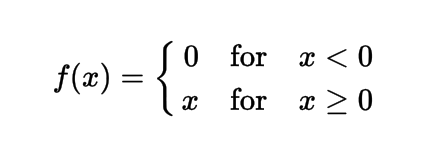 f(x) = { 0 for x < 0
x for x ≥ 0